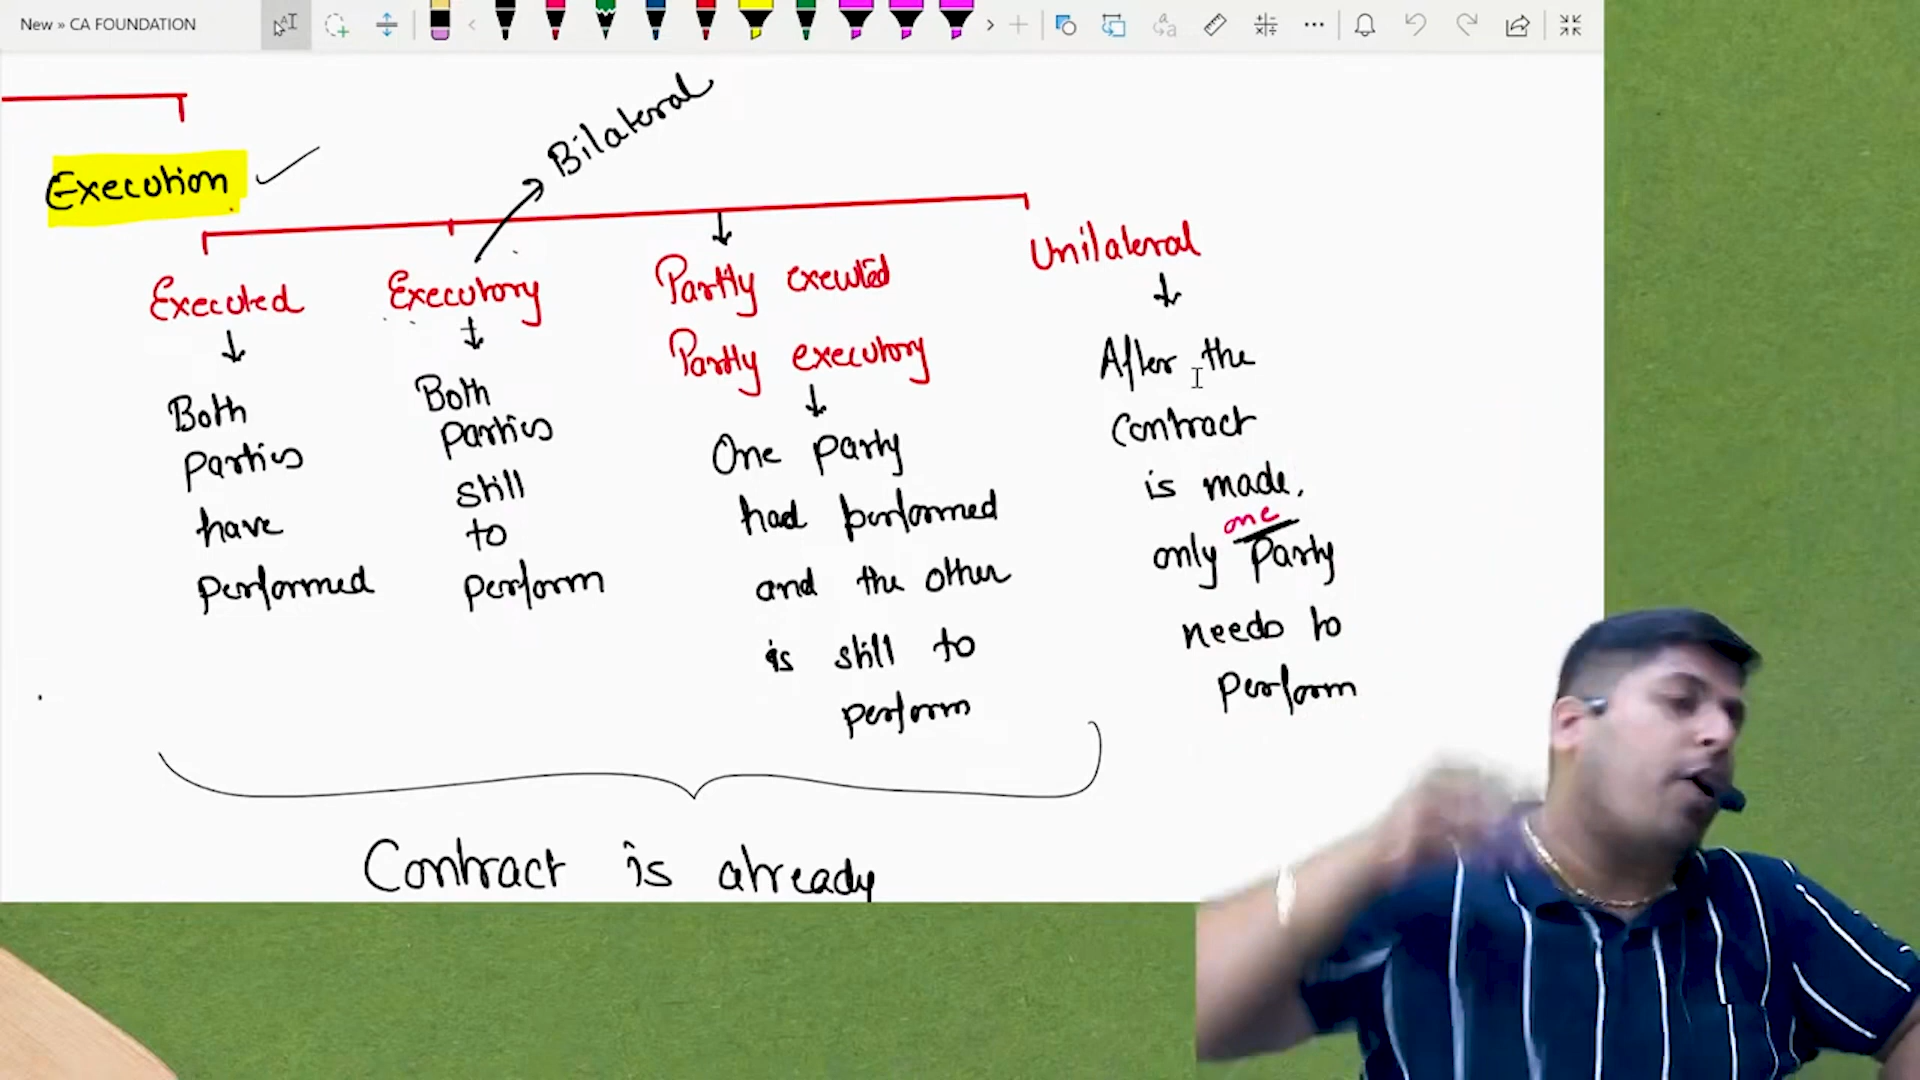 New » CA FOUNDATION
Bilateral
Execution
Executed
Both
Parties
have
Performed
Executory
Both
Parties
still
to
Perform
Partly executed
Partly executory
One party
had performed
and the other
is still to
perform
Unilateral
After the
Contract
is made,
one
only Party
needs to
Perform
Contract is already